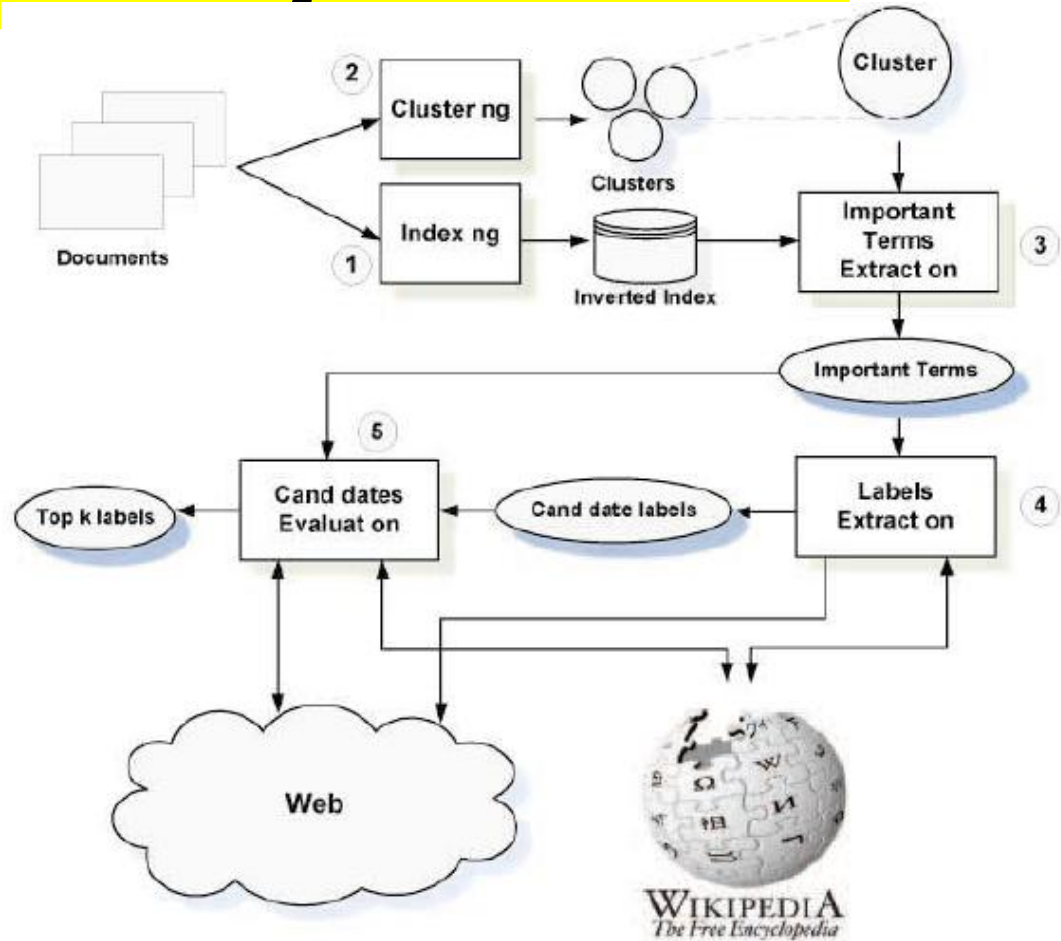 2
Cluster ng
Clusters
Cluster
Documents
1
Index ng
Inverted Index
Important
Terms
Extract on
3
Important Terms
5
Cand dates
Evaluat on
Top k labels
Cand date labels
Labels
Extract on
4
Web
Ω
W
И
祖
WIKIPEDIA
The Free Encyclopedia